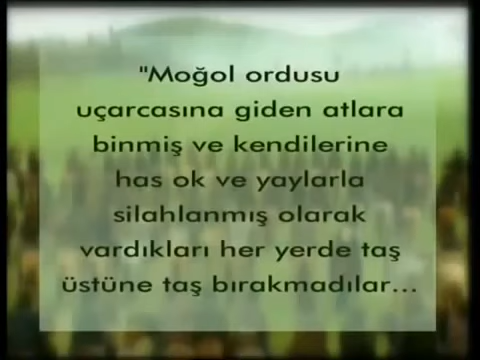 "Moğol ordusu
uçarcasına giden atlara
binmiş ve kendilerine
has ok ve yaylarla
silahlanmış olarak
vardıkları her yerde taş
üstüne taş bırakmadılar...